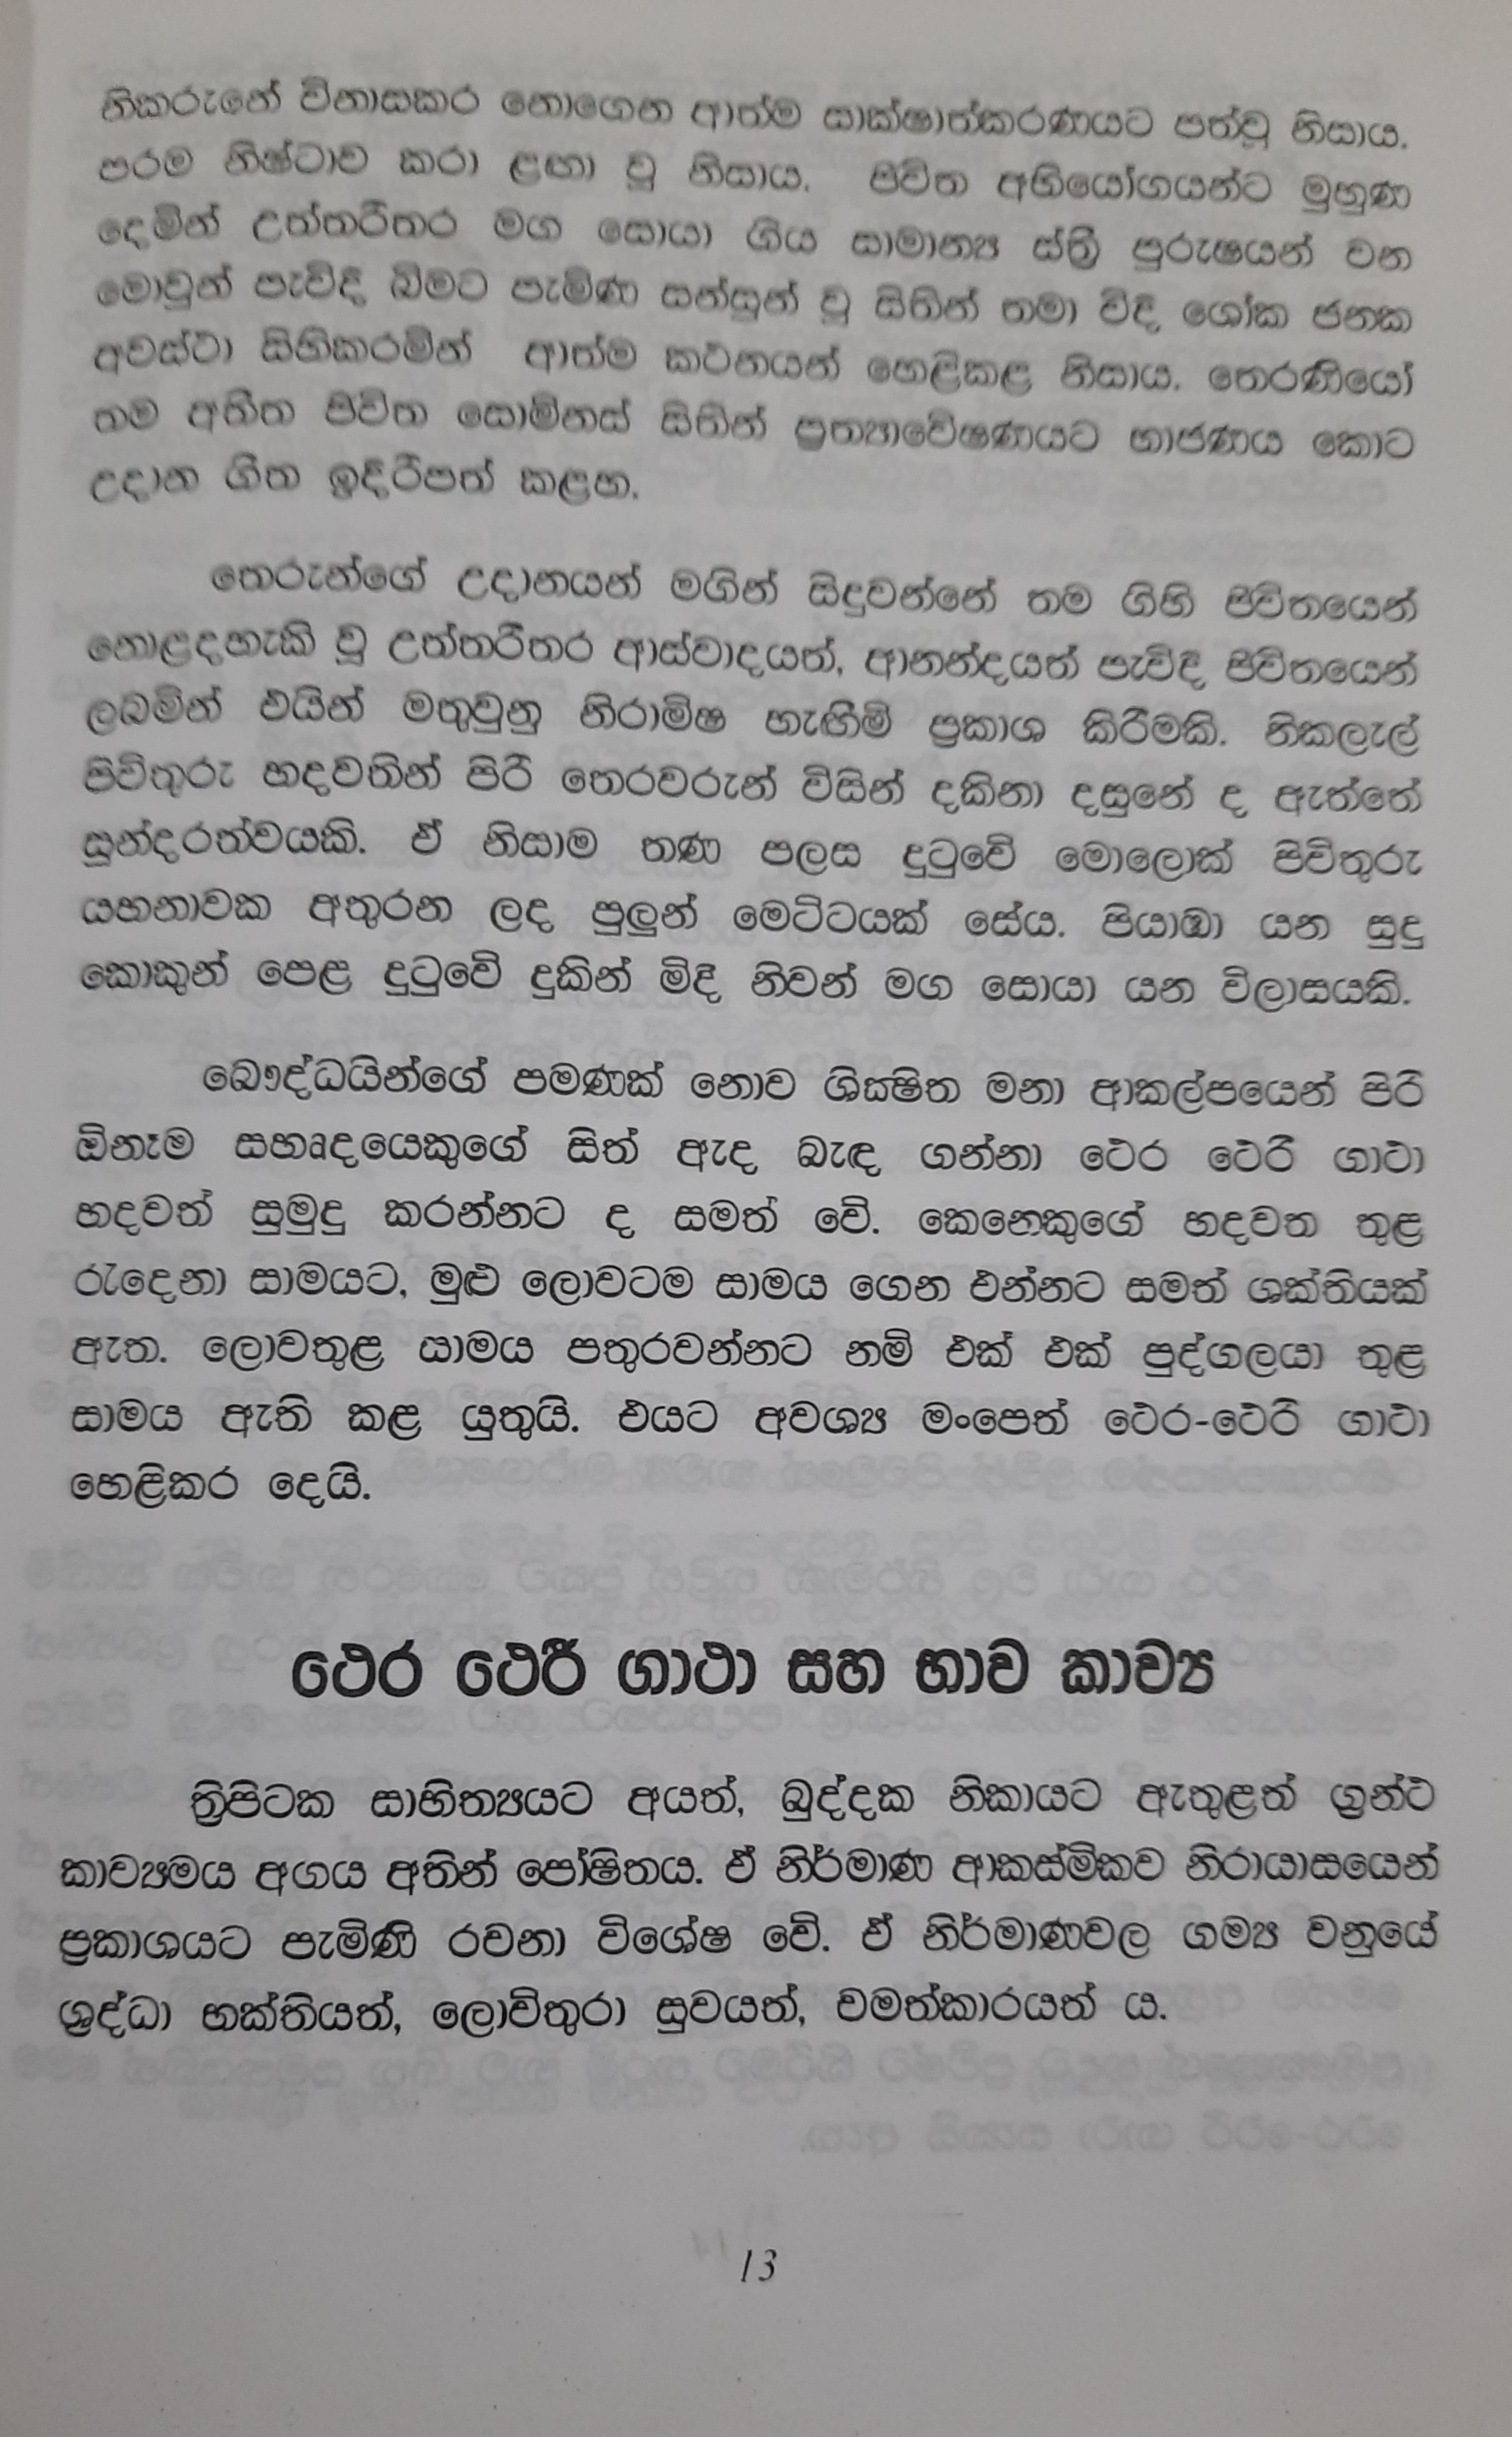 නිකරුනේ විනාසකර නොගෙන ආත්ම සාක්ෂාත්කරණයට පත්වූ නිසාය.
පරම නිෂ්ටාව කරා ළඟා වූ නිසාය. ජීවිත අභියෝගයන්ට මුහුණ
දෙමින් උත්තරීතර මග සොයා ගිය සාමාන්‍ය ස්ත්‍රී පුරුෂයන් වන
මොවුන් පැවිදි බිමට පැමිණ සන්සුන් වූ සිතින් තමා විඳි ශෝක ජනක
අවස්ථා සිහිකරමින් ආත්ම කථනයන් හෙළිකළ නිසාය. තෙරණියෝ
තම අතීත ජීවිත සොම්නස් සිතින් ප්‍රත්‍යාවේෂණයට භාජණය කොට
උදාන ගීත ඉදිරිපත් කළහ.
තෙරුන්ගේ උදානයන් මගින් සිදුවන්නේ තම ගිහි ජීවිතයෙන්
නොළදහැකි වූ උත්තරීතර ආස්වාදයත්, ආනන්දයත් පැවිදි ජීවිතයෙන්
ලබමින් එයින් මතුවුනු නිරාමිෂ හැඟීම් ප්‍රකාශ කිරීමකි. නිකලැල්
පිවිතුරු හදවතින් පිරි තෙරවරුන් විසින් දකිනා දසුනේ ද ඇත්තේ
සුන්දරත්වයකි. ඒ නිසාම තණ පලස දුටුවේ මොලොක් පිවිතුරු
යහනාවක අතුරන ලද පුලුන් මෙට්ටයක් සේය. පියාඹා යන සුදු
කොකුන් පෙළ දුටුවේ දුකින් මිදි නිවන් මග සොයා යන විලාසයකි.
බෞද්ධයින්ගේ පමණක් නොව ශික්ෂිත මනා ආකල්පයෙන් පිරි
ඕනෑම සහෘදයෙකුගේ සිත් ඇද බැඳ ගන්නා ථෙර ථෙරී ගාථා
හදවත් සුමුදු කරන්නට ද සමත් වේ. කෙනෙකුගේ හදවත තුළ
රැදෙනා සාමයට, මුළු ලොවටම සාමය ගෙන එන්නට සමත් ශක්තියක්
ඇත. ලොවතුළ සාමය පතුරවන්නට නම් එක් එක් පුද්ගලයා තුළ
සාමය ඇති කළ යුතුයි. එයට අවශ්‍ය මංපෙත් ථෙර-ථෙරී ගාථා
හෙළිකර දෙයි.
ථෙර ථෙරී ගාථා සහ භාව කාව්‍ය
ත්‍රිපිටක සාහිත්‍යයට අයත්, බුද්දක නිකායට ඇතුළත් ග්‍රන්ථ
කාව්‍යමය අගය අතින් පෝෂිතය. ඒ නිර්මාණ ආකස්මිකව නිරායාසයෙන්
ප්‍රකාශයට පැමිණි රචනා විශේෂ වේ. ඒ නිර්මාණවල ගම්‍ය වනුයේ
ශ්‍රද්ධා භක්තියත්, ලොවිතුරා සුවයත්, චමත්කාරයත් ය.
13